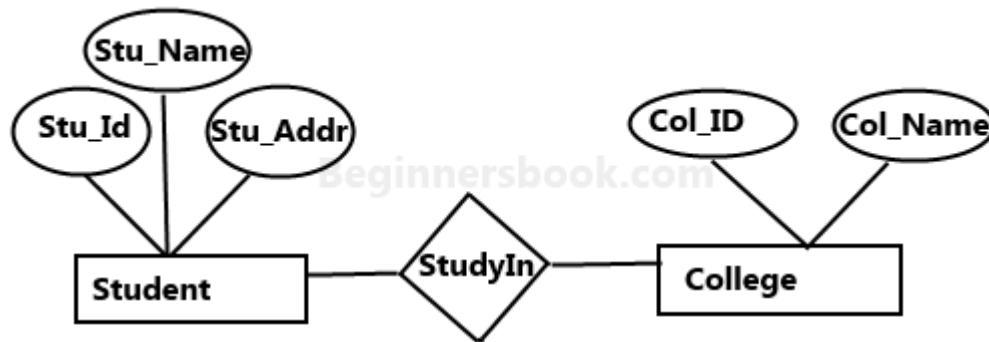 Stu_Name
Stu_Id
Stu_Addr
Col_ID
Col_Name
Beginnersbook.com
Student
StudyIn
College